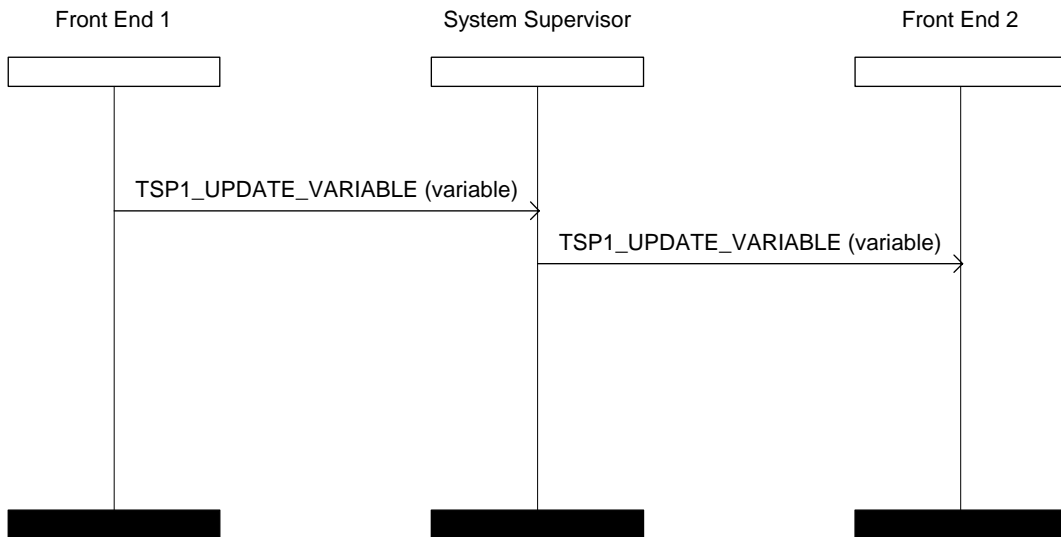 Front End 1
System Supervisor
Front End 2
TSP1_UPDATE_VARIABLE (variable)
TSP1_UPDATE_VARIABLE (variable)